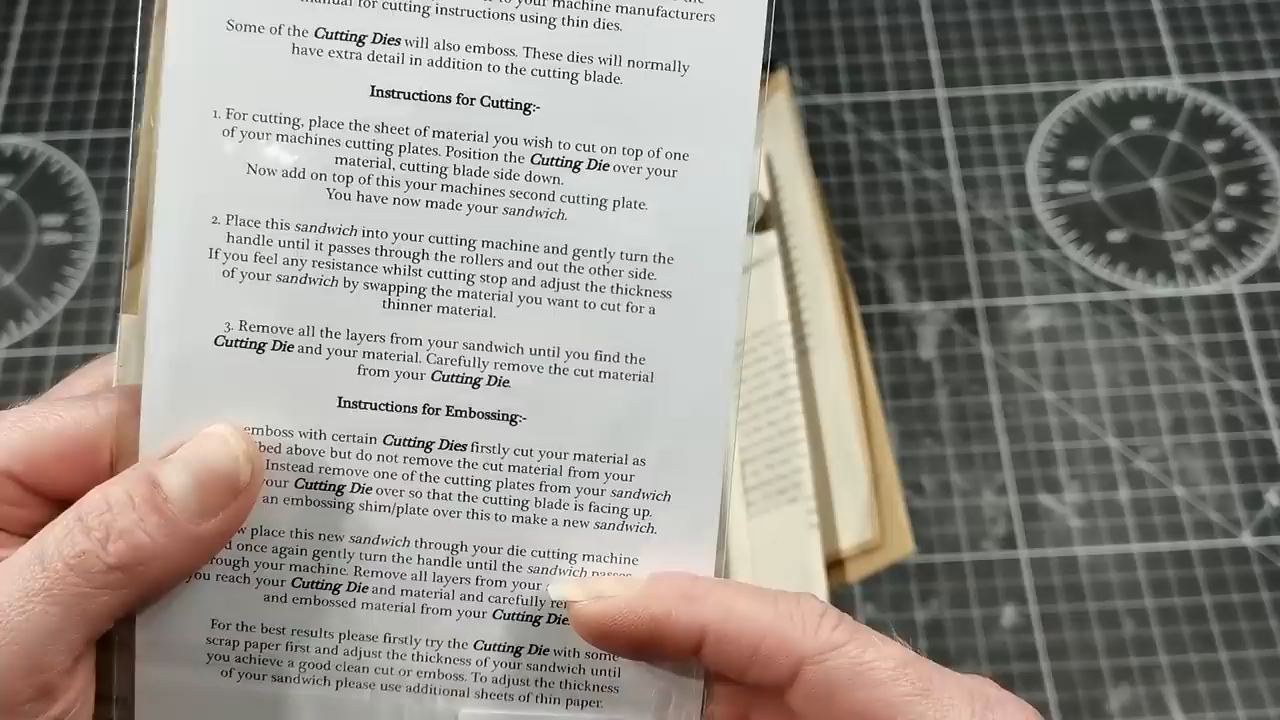 your machine manufacturers
manual for cutting instructions using thin dies.
Some of the Cutting Dies will also emboss. These dies will normally
have extra detail in addition to the cutting blade.
Instructions for Cutting:-
1. For cutting, place the sheet of material you wish to cut on top of one
of your machines cutting plates. Position the Cutting Die over your
material, cutting blade side down.
Now add on top of this your machines second cutting plate.
You have now made your sandwich.
2. Place this sandwich into your cutting machine and gently turn the
handle until it passes through the rollers and out the other side.
If you feel any resistance whilst cutting stop and adjust the thickness
of your sandwich by swapping the material you want to cut for a
thinner material.
3. Remove all the layers from your sandwich until you find the
Cutting Die and your material. Carefully remove the cut material
from your Cutting Die.
Instructions for Embossing:-
emboss with certain Cutting Dies firstly cut your material as
above but do not remove the cut material from your
Instead remove one of the cutting plates from your sandwich
your Cutting Die over so that the cutting blade is facing up.
an embossing shim/plate over this to make a new sandwich.
place this new sandwich through your die cutting machine
once again gently turn the handle until the sandwich passes
through your machine. Remove all layers from your
you reach your Cutting Die and material and carefully
and embossed material from your Cutting Die.
For the best results please firstly try the Cutting Die with some
scrap paper first and adjust the thickness of your sandwich until
you achieve a good clean cut or emboss. To adjust the thickness
of your sandwich please use additional sheets of thin paper.